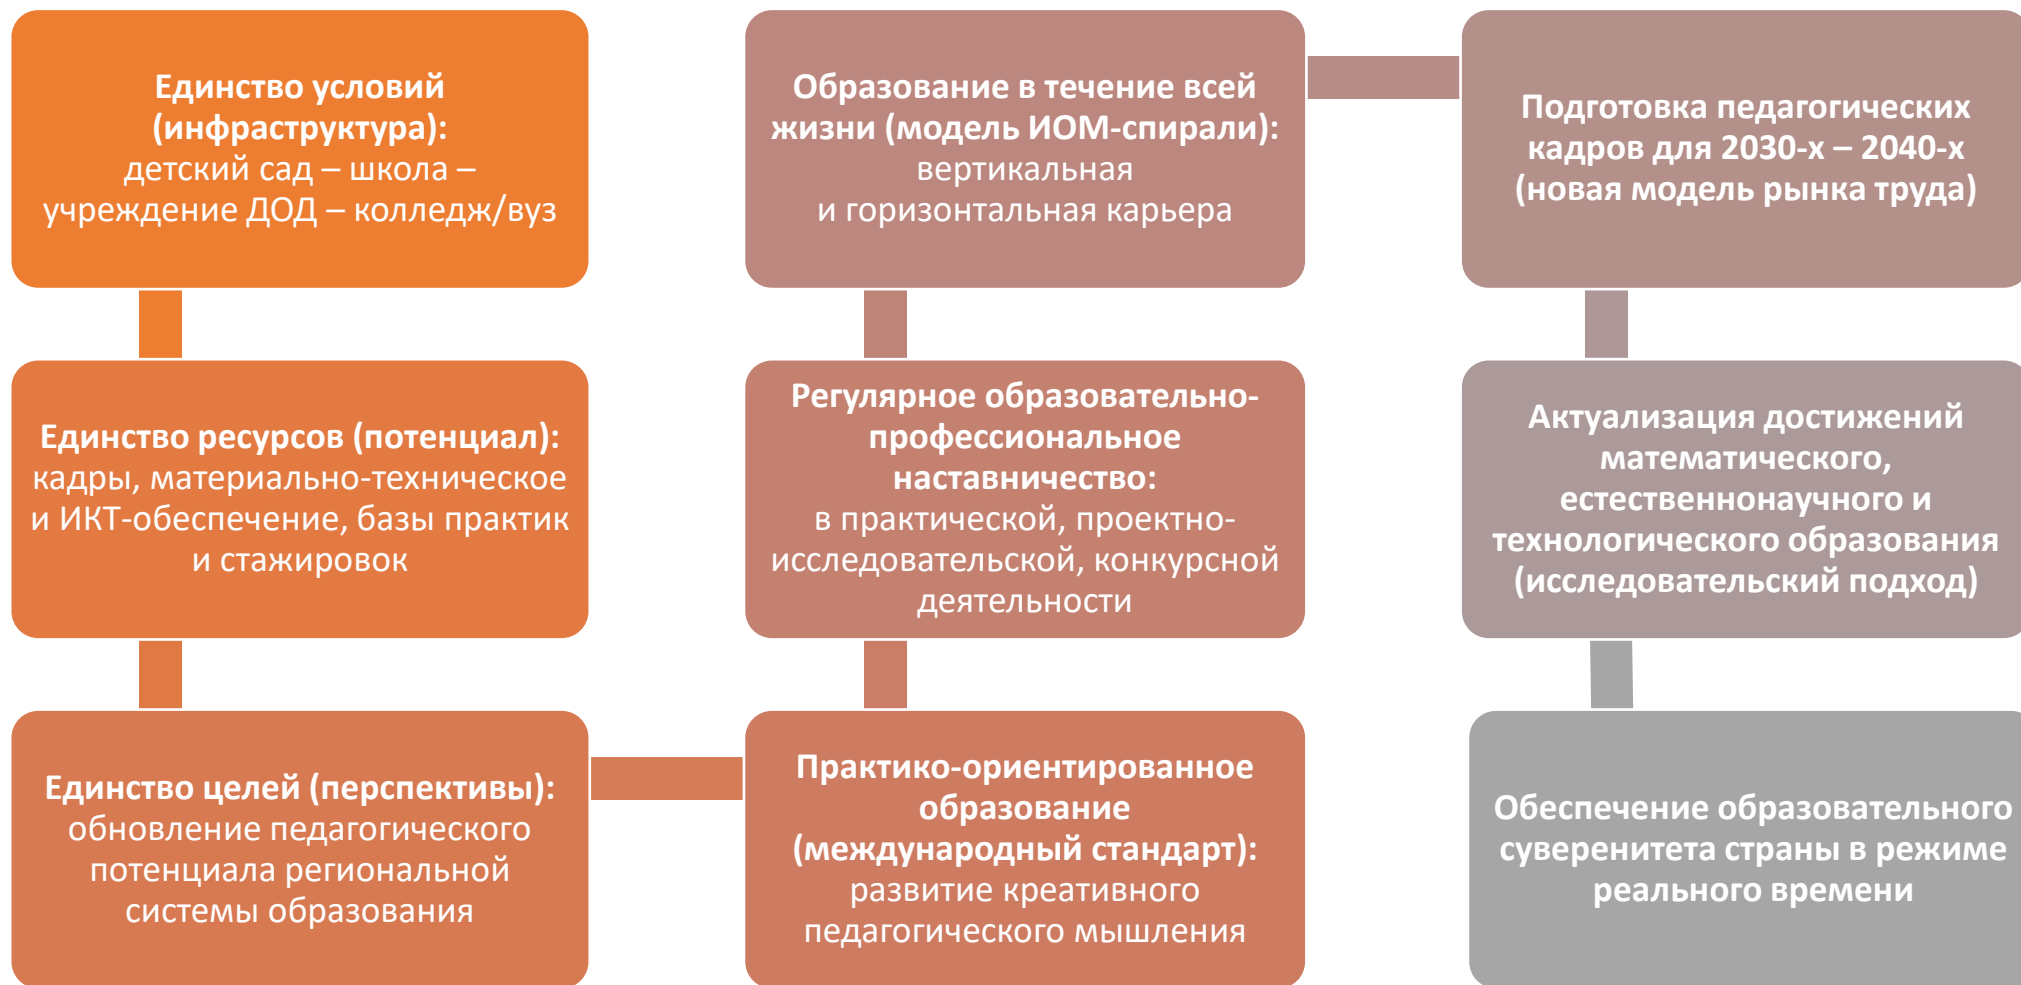 Единство условий
(инфраструктура):
детский сад – школа –
учреждение ДОД – колледж/вуз
Единство ресурсов (потенциал):
кадры, материально-техническое
и ИКТ-обеспечение, базы практик
и стажировок
Единство целей (перспективы):
обновление педагогического
потенциала региональной
системы образования
Практико-ориентированное
образование
(международный стандарт):
развитие креативного
педагогического мышления
Регулярное образовательно-
профессиональное
наставничество:
в практической, проектно-
исследовательской, конкурсной
деятельности
Образование в течение всей
жизни (модель ИОМ-спирали):
вертикальная
и горизонтальная карьера
Подготовка педагогических
кадров для 2030-х – 2040-х
(новая модель рынка труда)
Актуализация достижений
математического,
естественнонаучного и
технологического образования
(исследовательский подход)
Обеспечение образовательного
суверенитета страны в режиме
реального времени